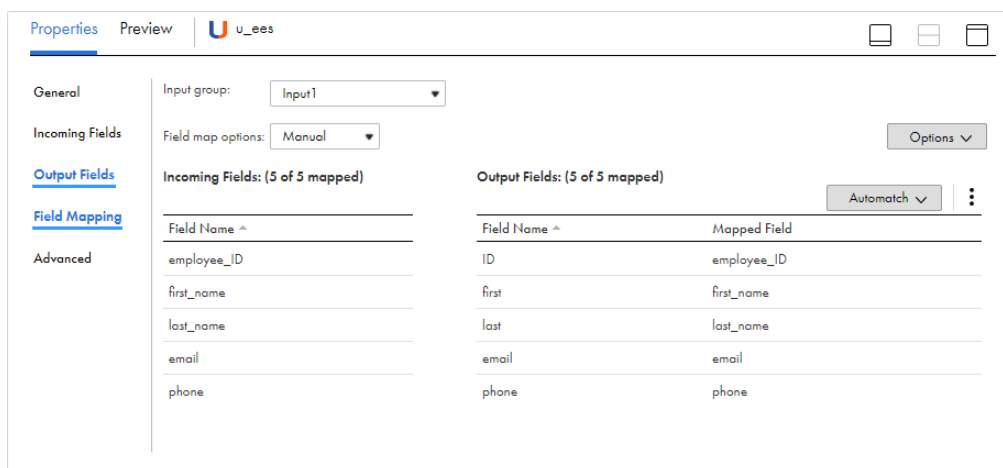 Properties Preview u_ees
General
Input group: Input1
Incoming Fields
Field map options: Manual Options
Output Fields
Incoming Fields: (5 of 5 mapped) Output Fields: (5 of 5 mapped)
Automatch
Field Mapping
Field Name Field Name Mapped Field
Advanced
employee_ID ID employee_ID
first_name first first_name
last_name last last_name
email email email
phone phone phone